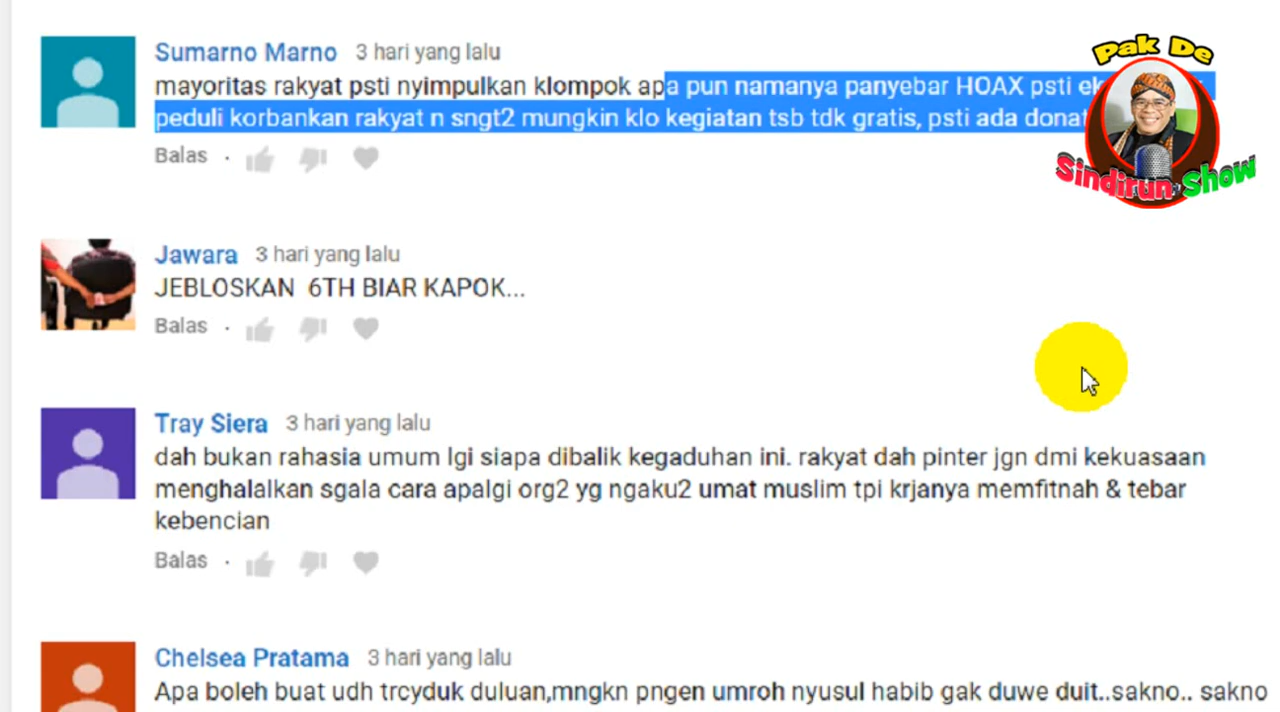 Pak De
Sindirun Show
Sumarno Marno 3 hari yang lalu
mayoritas rakyat psti nyimpulkan klompok apa pun namanya panyebar HOAX psti
peduli korbankan rakyat n sngt2 mungkin klo kegiatan tsb tdk gratis, psti ada
Balas ·
Jawara 3 hari yang lalu
JEBLOSKAN 6TH BIAR KAPOK...
Balas ·
Tray Siera 3 hari yang lalu
dah bukan rahasia umum lgi siapa dibalik kegaduhan ini. rakyat dah pinter jgn dmi kekuasaan
menghalalkan sgala cara apalgi org2 yg ngaku2 umat muslim tpi krjanya memfitnah & tebar
kebencian
Balas ·
Chelsea Pratama 3 hari yang lalu
Apa boleh buat udh trcyduk duluan,mngkn pngen umroh nyusul habib gak duwe duit..sakno.. sakno